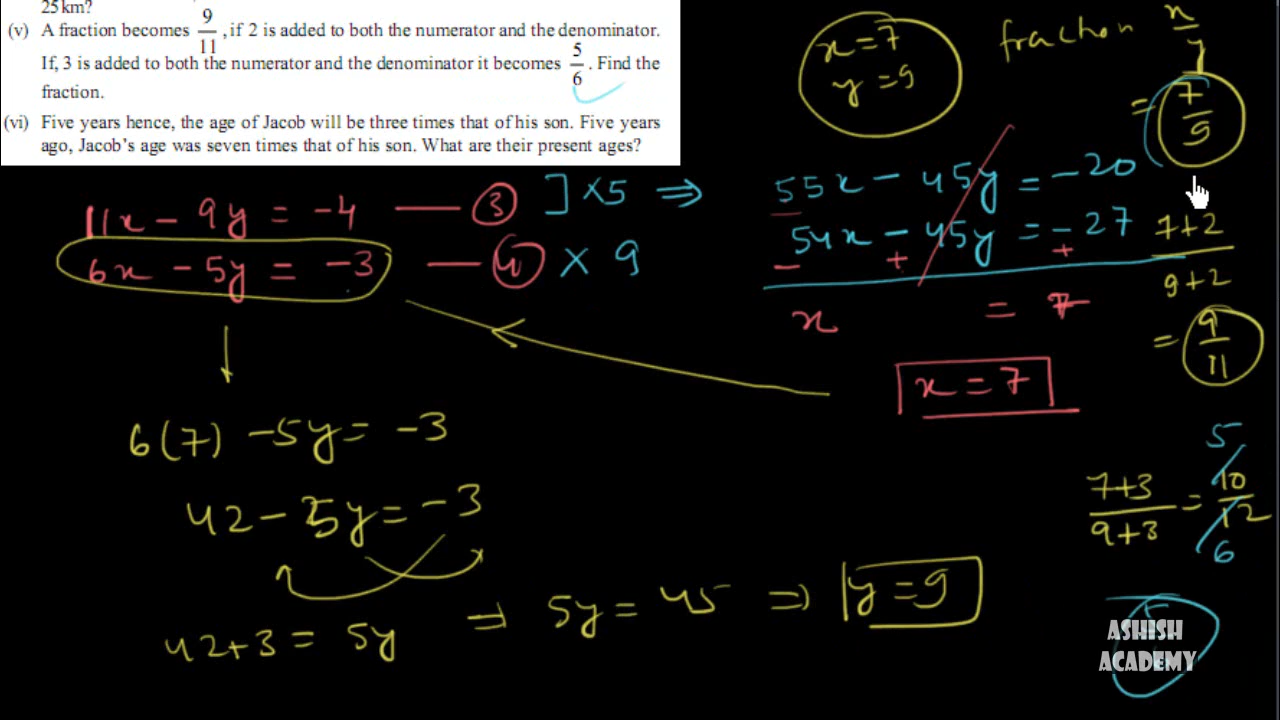 25 km?
(v) A fraction becomes 9/11, if 2 is added to both the numerator and the denominator.
If, 3 is added to both the numerator and the denominator it becomes 5/6. Find the
fraction.
(vi) Five years hence, the age of Jacob will be three times that of his son. Five years
ago, Jacob's age was seven times that of his son. What are their present ages?
x = 7
y = 9
fraction x/y
= 7/9
11x - 9y = -4 — 3 ] × 5 ⇒
6x - 5y = -3 — 4 × 9
55x - 45y = -20
54x - 45y = -27
- + +
x = 7
x = 7
7+2/9+2
= 9/11
6(7) - 5y = -3
42 - 5y = -3
42+3 = 5y ⇒ 5y = 45 ⇒ y = 9
7+3/9+3 = 10/12
5
6
ASHISH
ACADEMY